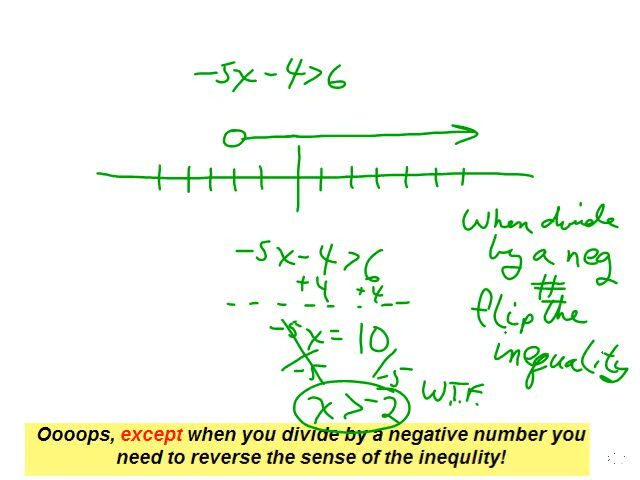 -5x - 4 > 6
-5x - 4 > 6
+4 +4
-5x = 10
-5 -5
x > -2
W.T.F.
When divide
by a neg
#
flip the
inequality
Oooops, except when you divide by a negative number you
need to reverse the sense of the inequlity!